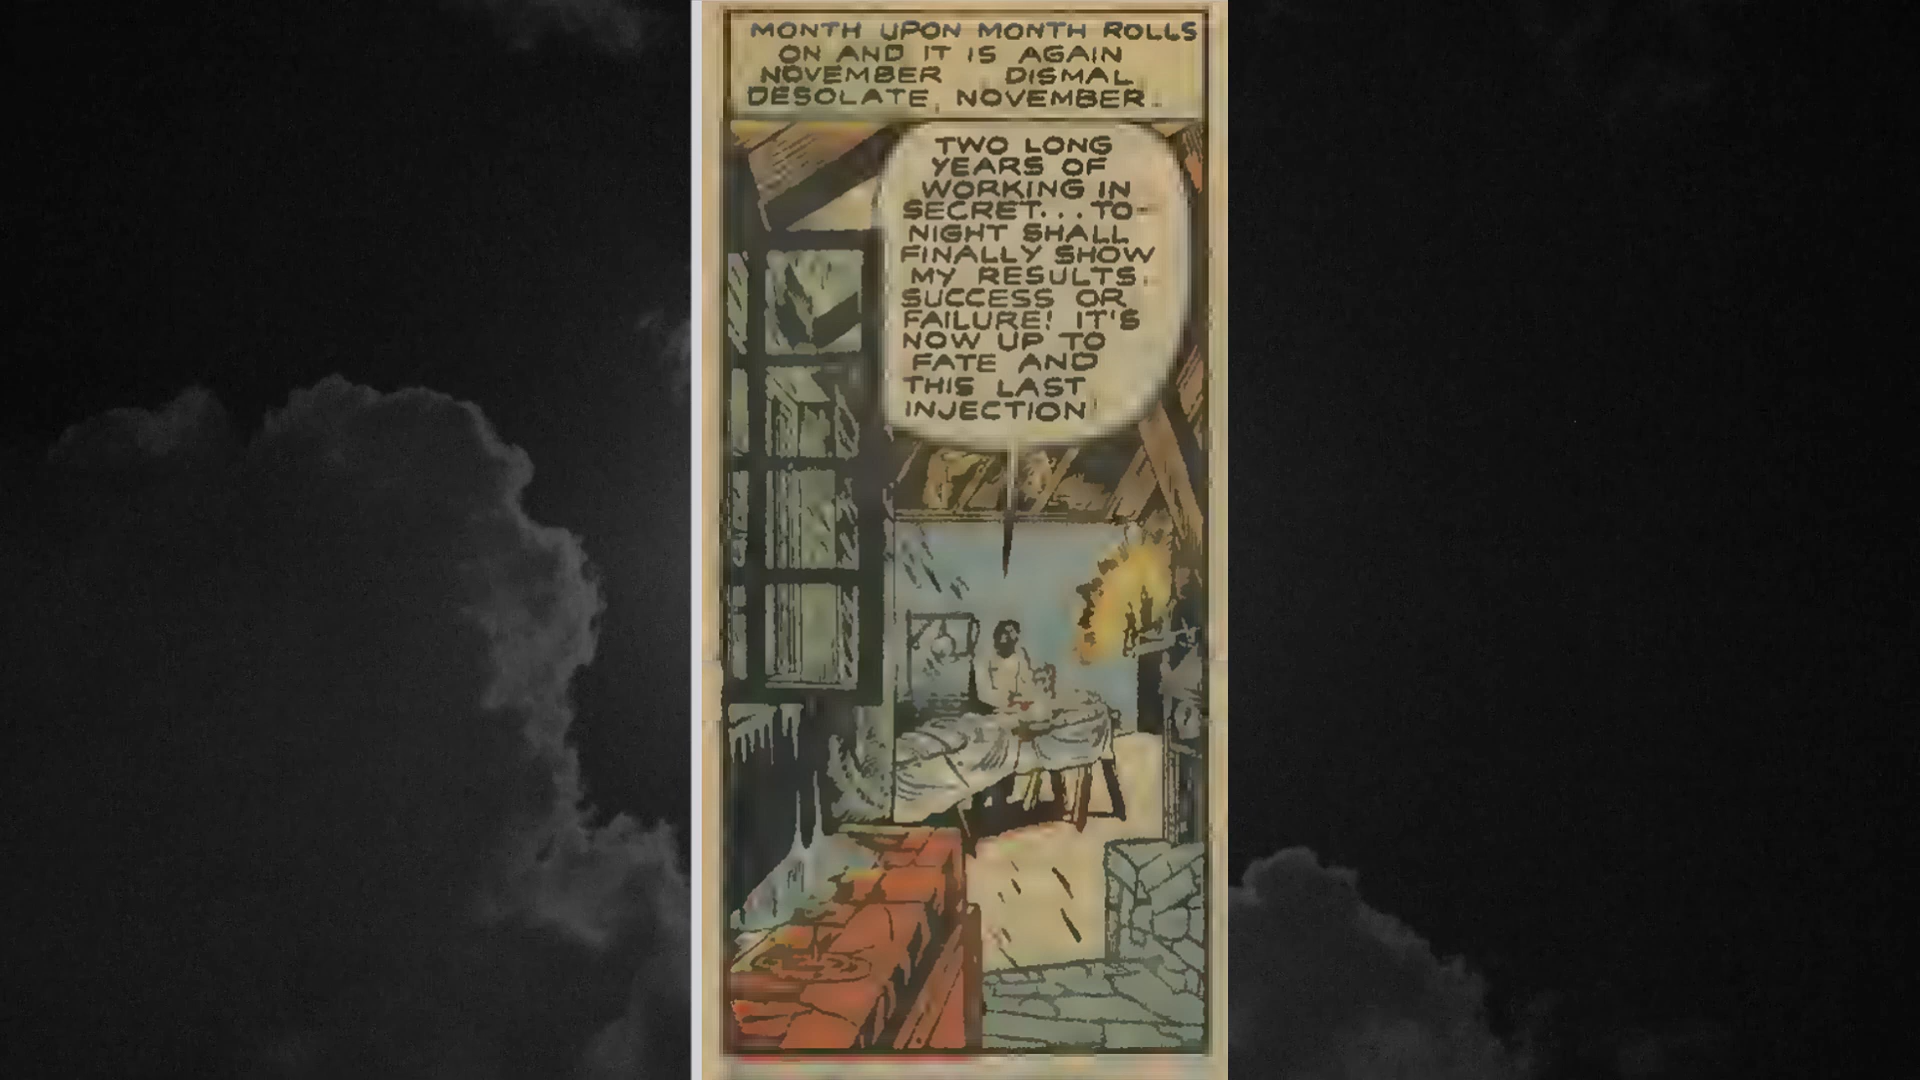 MONTH UPON MONTH ROLLS
ON AND IT IS AGAIN
NOVEMBER DISMAL
DESOLATE, NOVEMBER.
TWO LONG
YEARS OF
WORKING IN
SECRET... TO-
NIGHT SHALL
FINALLY SHOW
MY RESULTS.
SUCCESS OR
FAILURE! IT'S
NOW UP TO
FATE AND
THIS LAST
INJECTION!